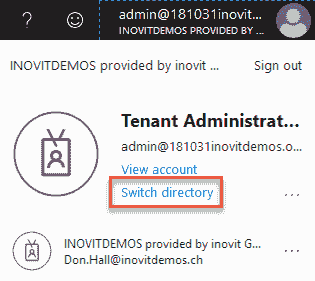 ?
admin@181031inovit...
INOVITDEMOS PROVIDED BY ...
INOVITDEMOS provided by inovit ... Sign out
Tenant Administrat...
admin@181031inovitdemos.o...
View account
Switch directory
...
INOVITDEMOS provided by inovit G... ...
Don.Hall@inovitdemos.ch